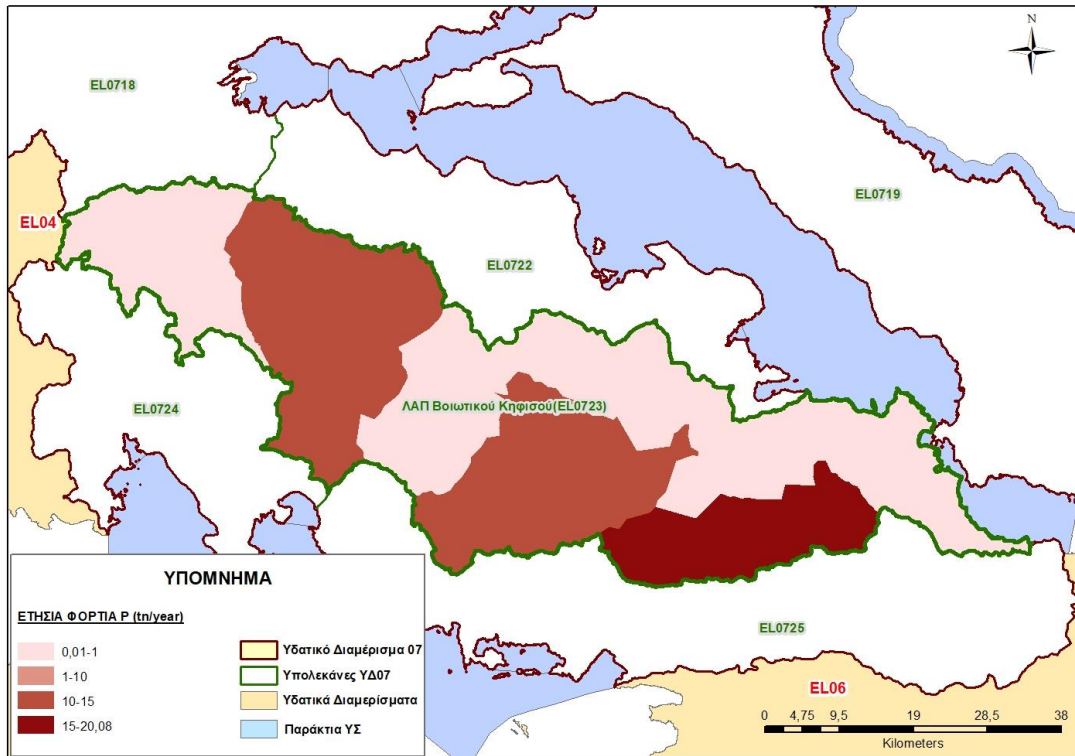 N
EL0718
EL04
EL0719
EL0722
EL0724
ΛΑΠ Βοιωτικού Κηφισού(EL0723)
EL0725
EL06
ΥΠΟΜΝΗΜΑ
ΕΤΗΣΙΑ ΦΟΡΤΙΑ P (tn/year)
0,01-1
1-10
10-15
15-20,08
Υδατικό Διαμέρισμα 07
Υπολεκάνες ΥΔ07
Υδατικά Διαμερίσματα
Παράκτια ΥΣ
0 4,75 9,5 19 28,5 38
Kilometers